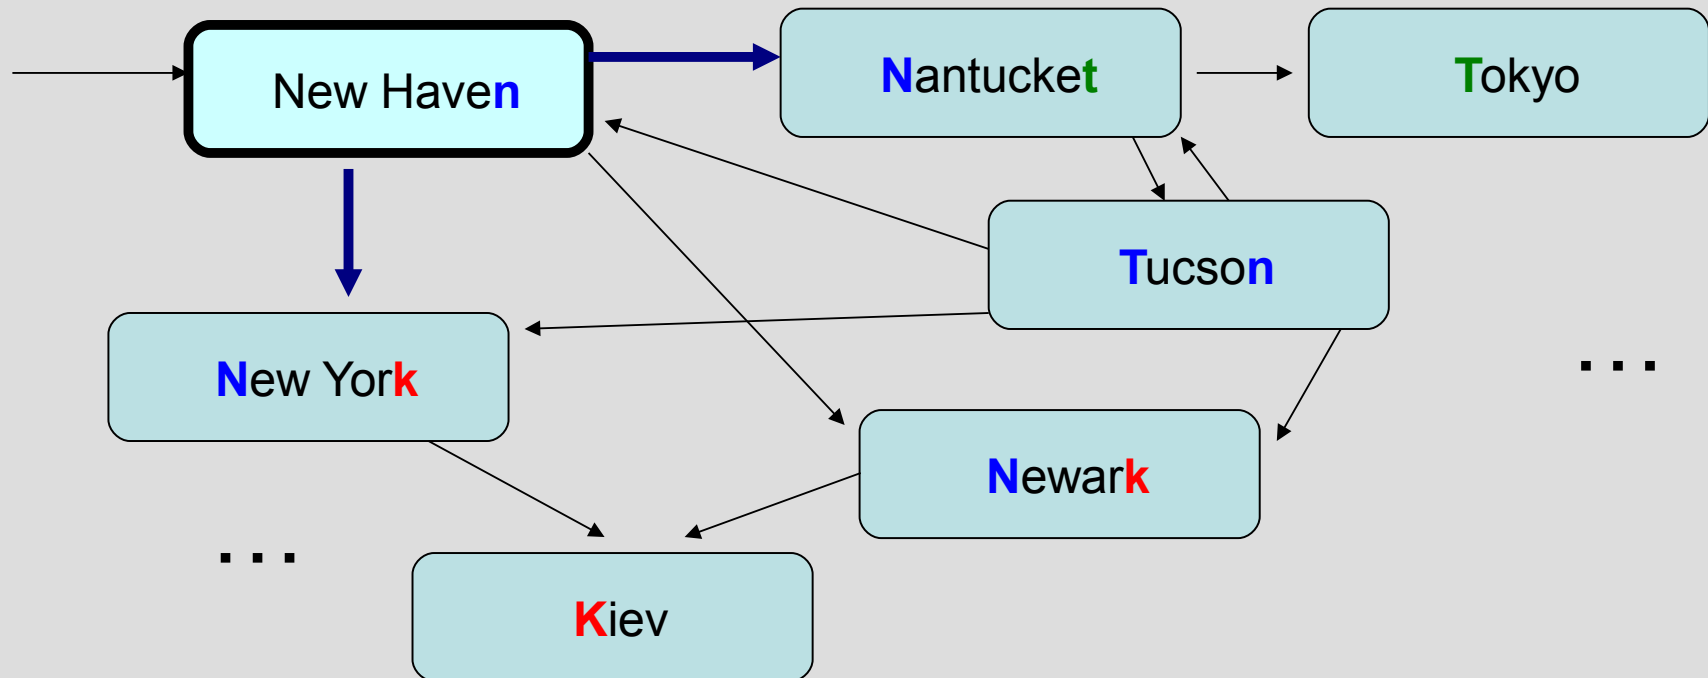 New Haven
Nantucket
Tokyo
Tucson
New York
...
Newark
...
Kiev